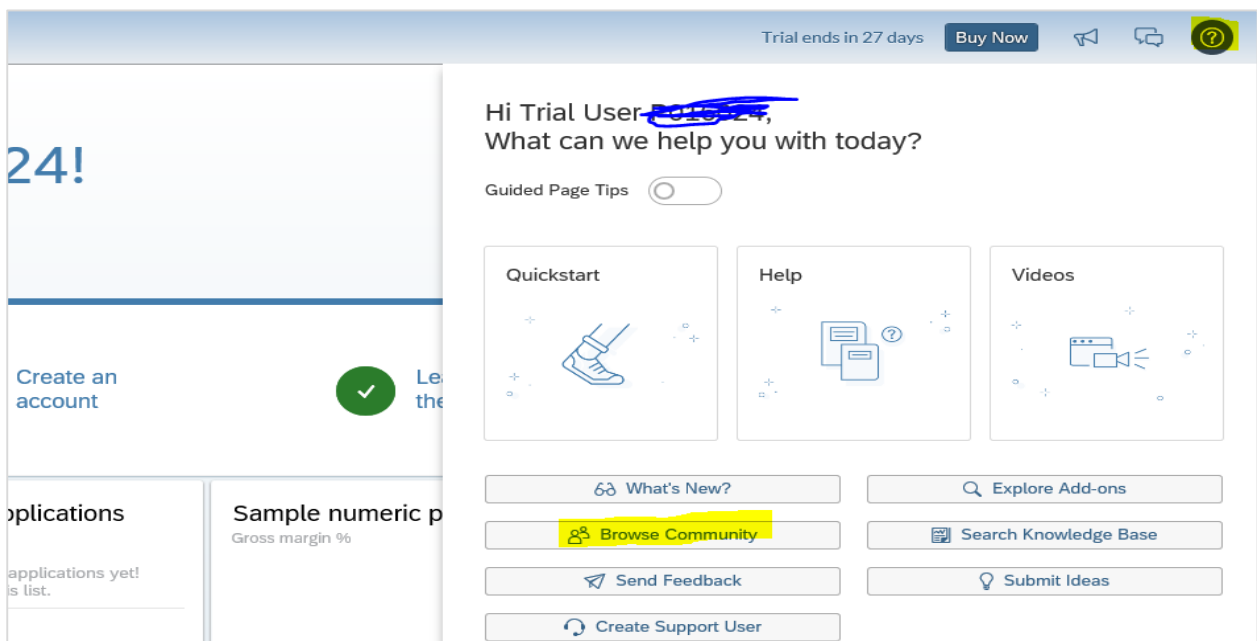 Trial ends in 27 days Buy Now
Hi Trial User
What can we help you with today?
24!
Guided Page Tips
Quickstart
Help
Videos
Create an
account
Le
the
What's New?
Explore Add-ons
Browse Community
Search Knowledge Base
Send Feedback
Submit Ideas
Create Support User
plications
applications yet!
is list.
Sample numeric p
Gross margin %